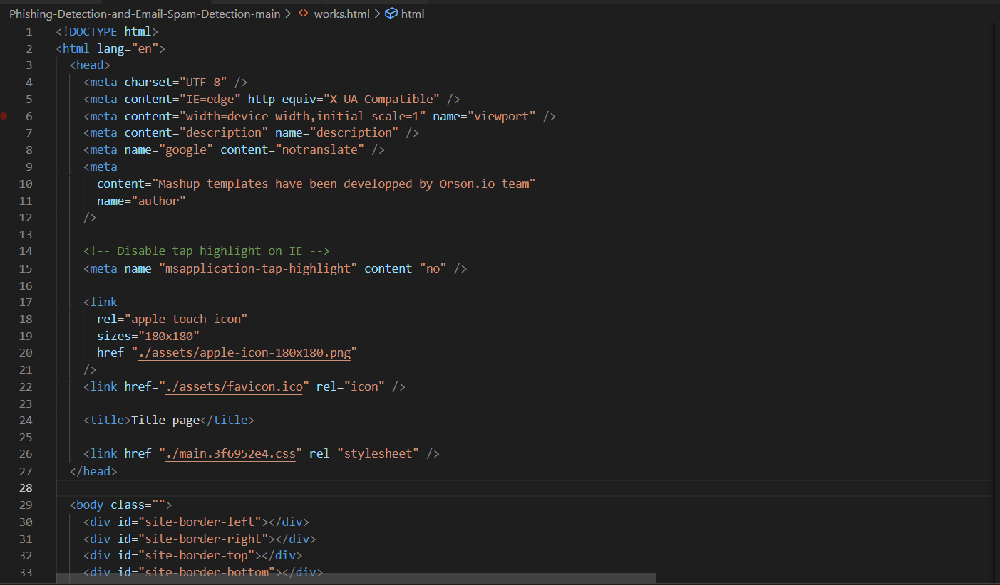 Phishing-Detection-and-Email-Spam-Detection-main > <> works.html > html
1 <!DOCTYPE html>
2 <html lang="en">
3 <head>
4 <meta charset="UTF-8" />
5 <meta content="IE=edge" http-equiv="X-UA-Compatible" />
6 <meta content="width=device-width,initial-scale=1" name="viewport" />
7 <meta content="description" name="description" />
8 <meta name="google" content="notranslate" />
9 <meta
10 content="Mashup templates have been developped by Orson.io team"
11 name="author"
12 />
13
14 <!-- Disable tap highlight on IE -->
15 <meta name="msapplication-tap-highlight" content="no" />
16
17 <link
18 rel="apple-touch-icon"
19 sizes="180x180"
20 href="./assets/apple-icon-180x180.png"
21 />
22 <link href="./assets/favicon.ico" rel="icon" />
23
24 <title>Title page</title>
25
26 <link href="./main.3f6952e4.css" rel="stylesheet" />
27 </head>
28
29 <body class="">
30 <div id="site-border-left"></div>
31 <div id="site-border-right"></div>
32 <div id="site-border-top"></div>
33 <div id="site-border-bottom"></div>